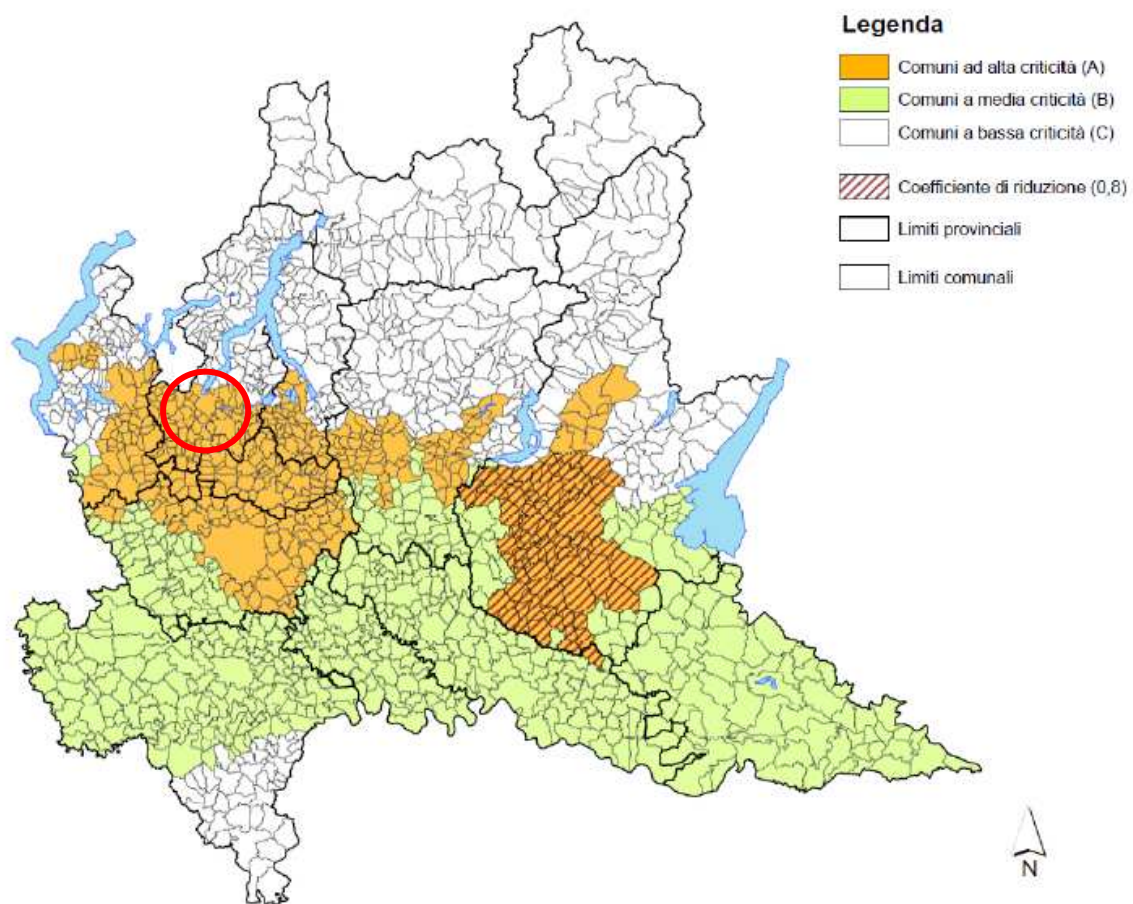 Legenda
Comuni ad alta criticità (A)
Comuni a media criticità (B)
Comuni a bassa criticità (C)
Coefficiente di riduzione (0,8)
Limiti provinciali
Limiti comunali
N